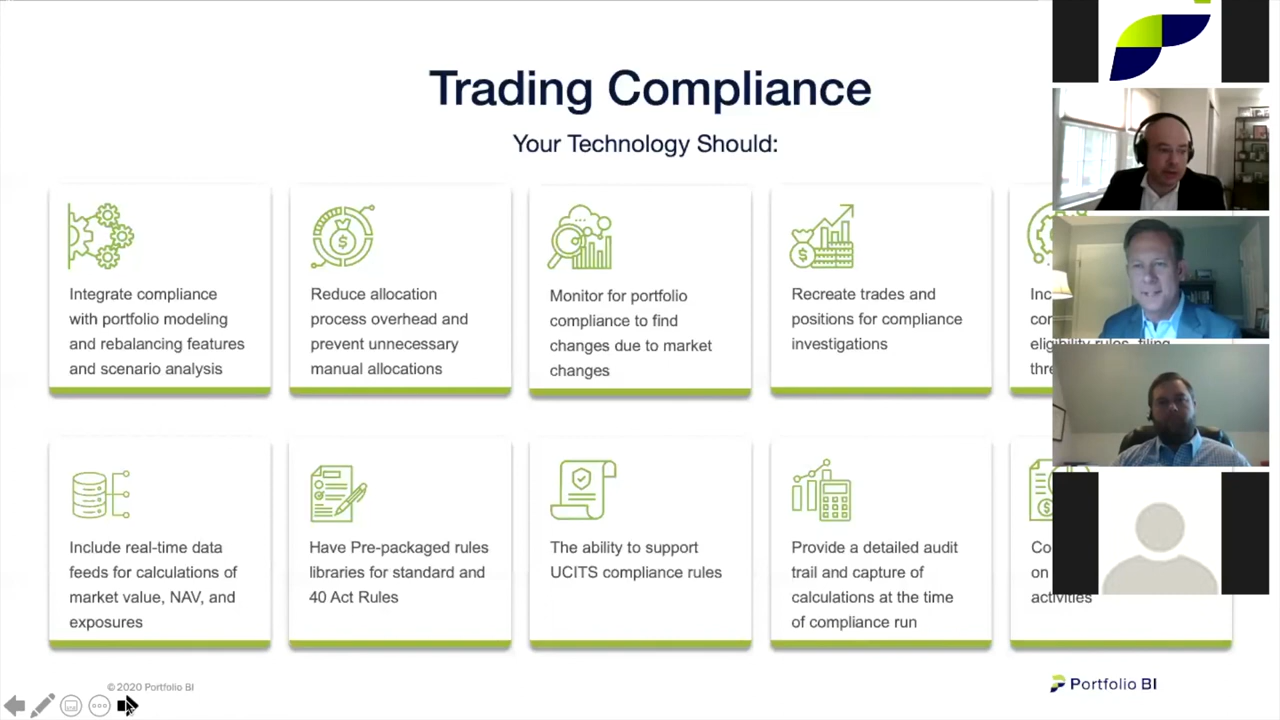 Trading Compliance
Your Technology Should:
Integrate compliance
with portfolio modeling
and rebalancing features
and scenario analysis
Reduce allocation
process overhead and
prevent unnecessary
manual allocations
Monitor for portfolio
compliance to find
changes due to market
changes
Recreate trades and
positions for compliance
investigations
eligibility rules, filing
Include real-time data
feeds for calculations of
market value, NAV, and
exposures
Have Pre-packaged rules
libraries for standard and
40 Act Rules
The ability to support
UCITS compliance rules
Provide a detailed audit
trail and capture of
calculations at the time
of compliance run
on
activities
©2020 Portfolio BI
Portfolio BI